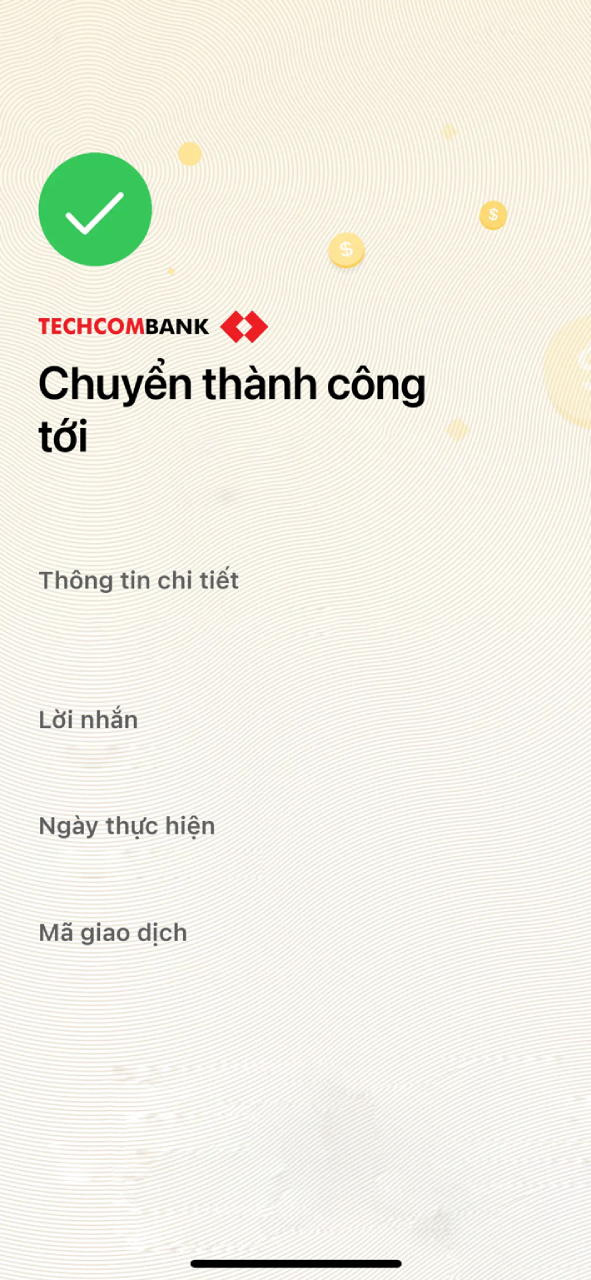 TECHCOMBANK
Chuyển thành công
tới
Thông tin chi tiết
Lời nhắn
Ngày thực hiện
Mã giao dịch